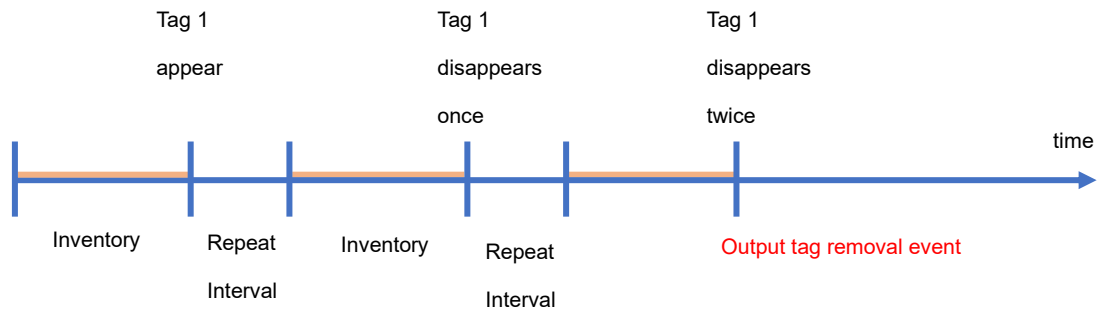 Tag 1
appear
Tag 1
disappears
once
Tag 1
disappears
twice
time
Inventory
Repeat
Interval
Inventory
Repeat
Interval
Output tag removal event